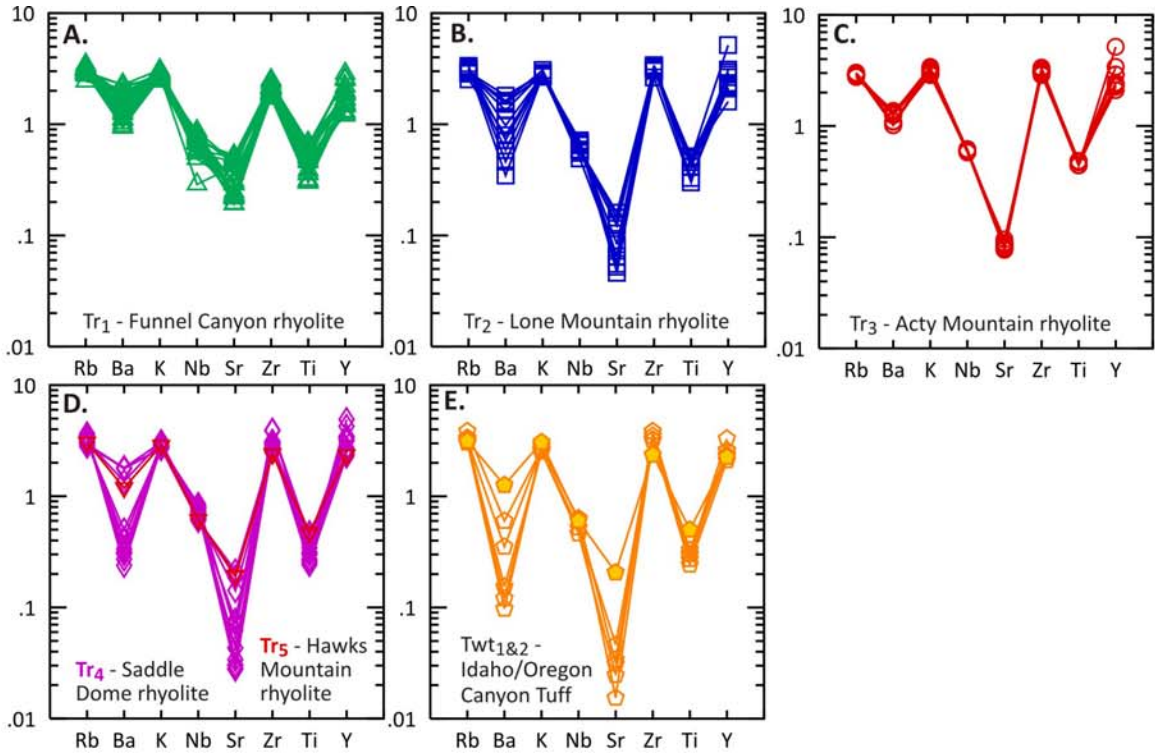 A.
10
1
.1
.01
Tr1 - Funnel Canyon rhyolite
Rb Ba K Nb Sr Zr Ti Y
B.
10
1
.1
.01
Tr2 - Lone Mountain rhyolite
Rb Ba K Nb Sr Zr Ti Y
C.
10
1
.1
.01
Tr3 - Acty Mountain rhyolite
Rb Ba K Nb Sr Zr Ti Y
D.
10
1
.1
.01
Tr4 - Saddle
Dome rhyolite
Tr5 - Hawks
Mountain
rhyolite
Rb Ba K Nb Sr Zr Ti Y
E.
10
1
.1
.01
Twt1&2 -
Idaho/Oregon
Canyon Tuff
Rb Ba K Nb Sr Zr Ti Y